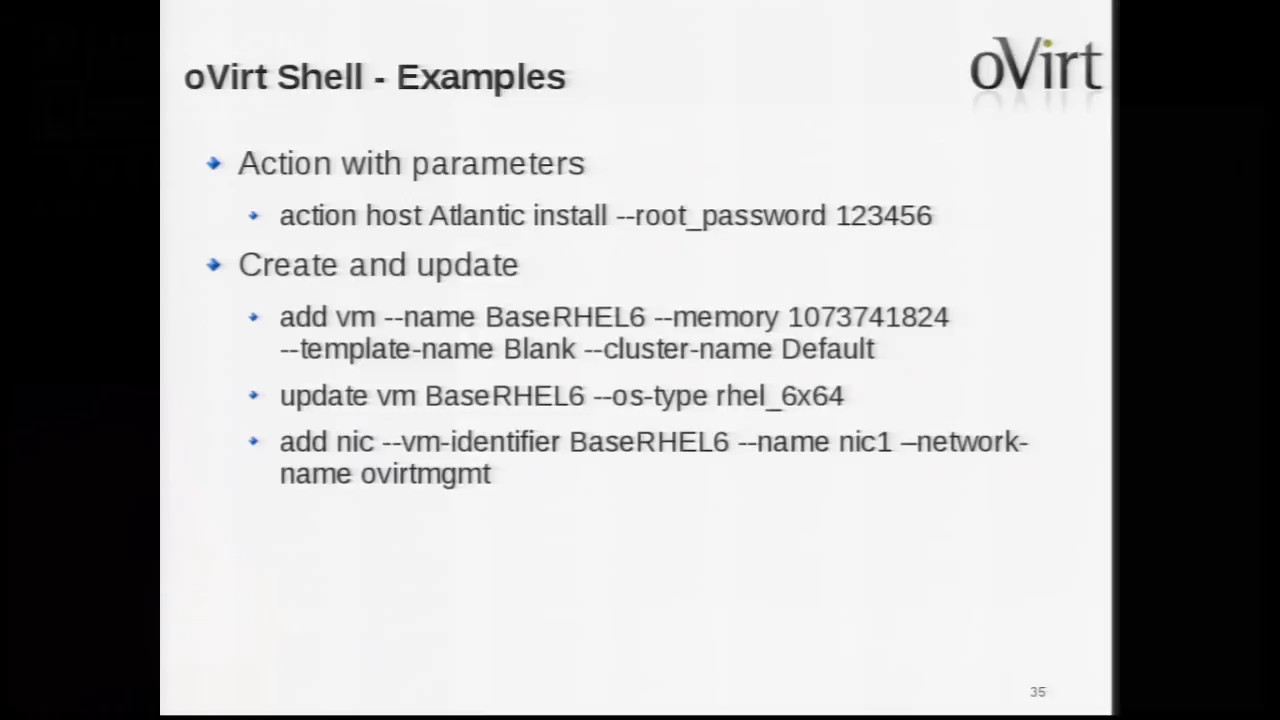 oVirt Shell - Examples
oVirt
Action with parameters
action host Atlantic install --root_password 123456
Create and update
add vm --name BaseRHEL6 --memory 1073741824
--template-name Blank --cluster-name Default
update vm BaseRHEL6 --os-type rhel_6x64
add nic --vm-identifier BaseRHEL6 --name nic1 –network-
name ovirtmgmt
35